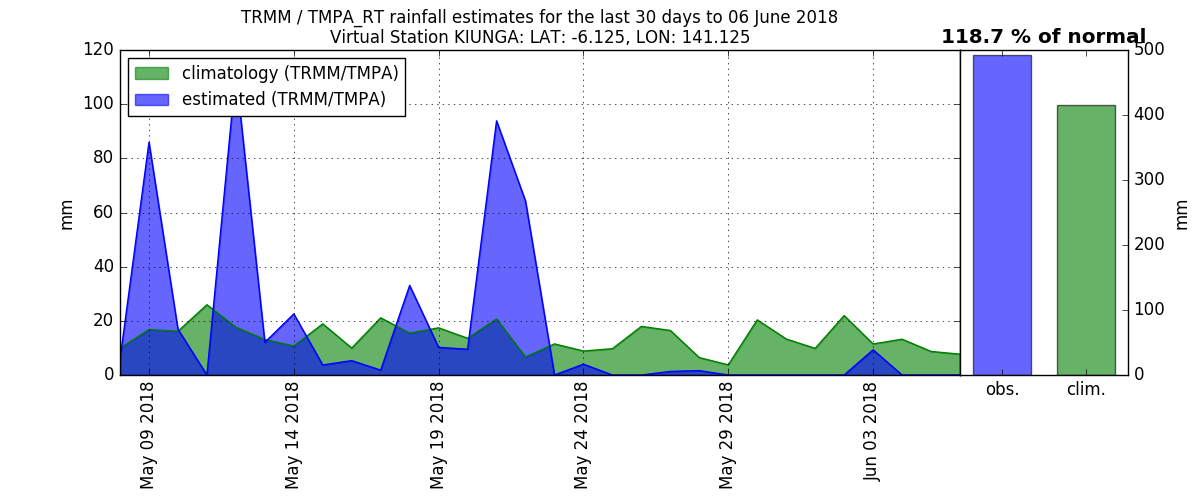 TRMM / TMPA_RT rainfall estimates for the last 30 days to 06 June 2018
Virtual Station KIUNGA: LAT: -6.125, LON: 141.125
118.7 % of normal
climatology (TRMM/TMPA)
estimated (TRMM/TMPA)
120
100
80
60
40
20
0
mm
May 09 2018
May 14 2018
May 19 2018
May 24 2018
May 29 2018
Jun 03 2018
500
400
300
200
100
0
mm
obs.
clim.